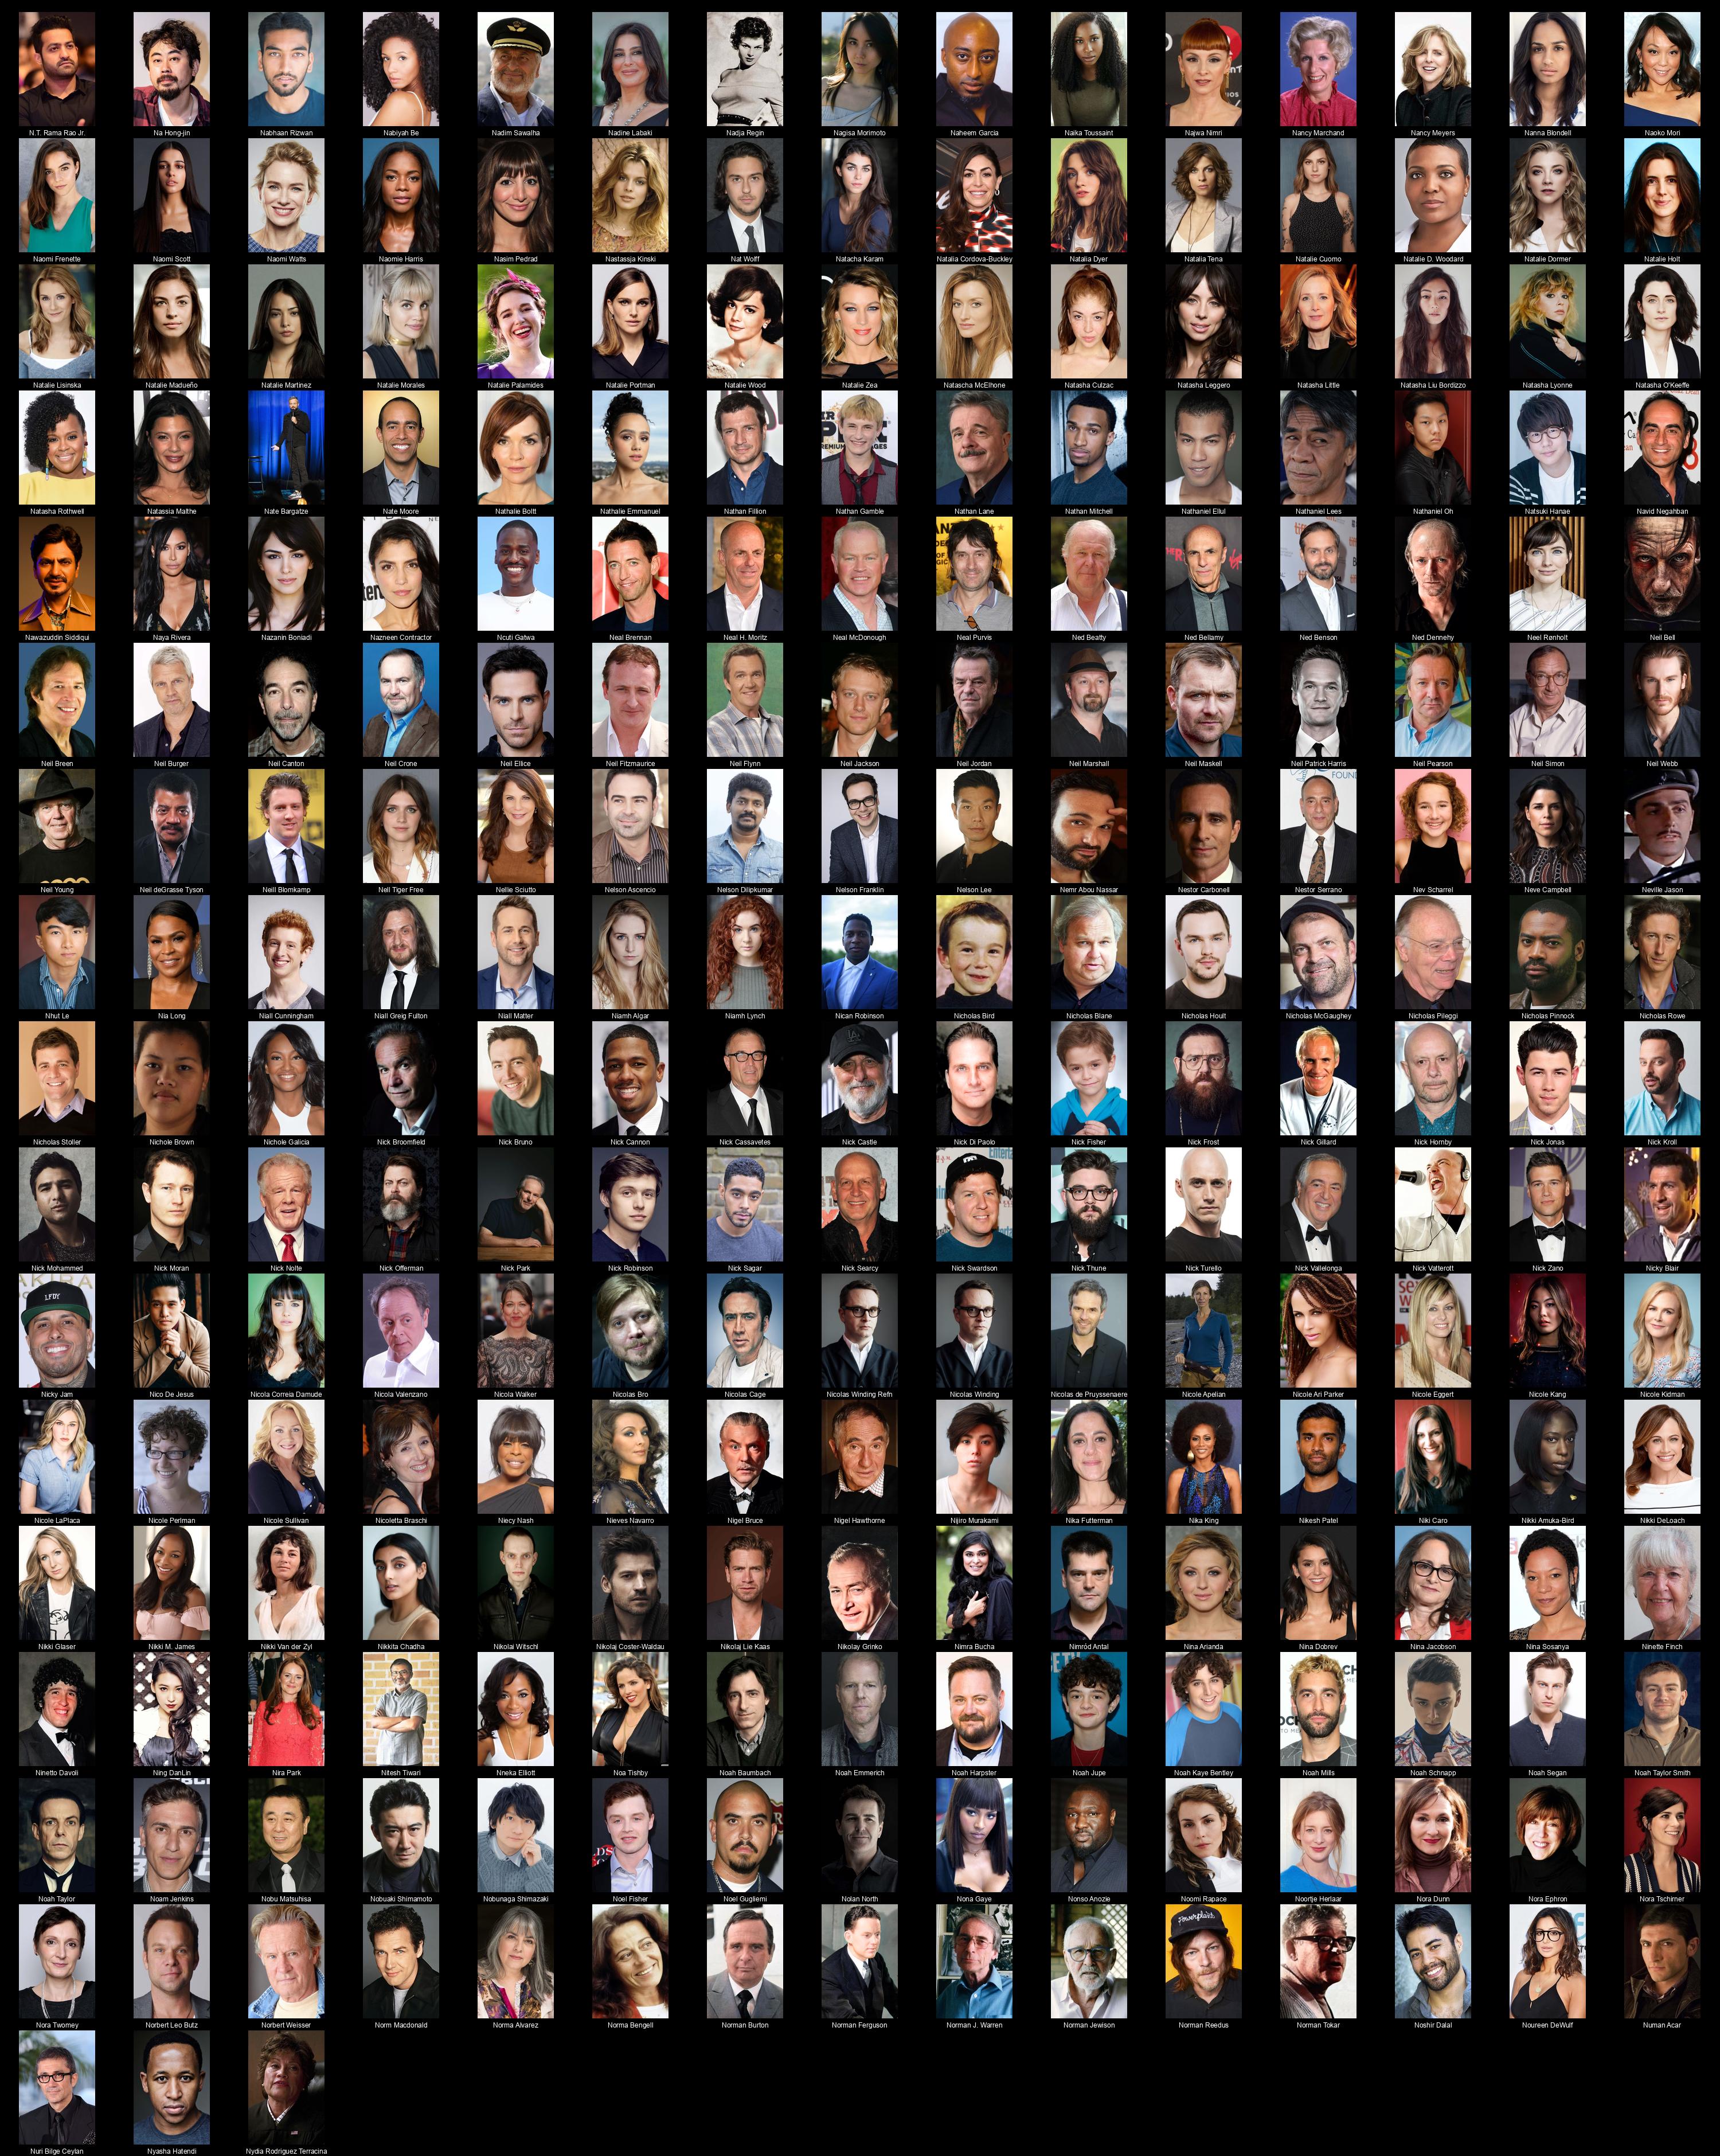 N.T. Rama Rao Jr.
Na Hong-jin
Nabhaan Rizwan
Nabiyah Be
Nadim Sawalha
Nadine Labaki
Nadja Regin
Nagisa Morimoto
Naheem Garcia
Naika Toussaint
Najwa Nimri
Nancy Marchand
Nancy Meyers
Nanna Blondell
Naoko Mori
Naomi Frenette
Naomi Scott
Naomi Watts
Naomie Harris
Nasim Pedrad
Nastassja Kinski
Nat Wolff
Natacha Karam
Natalia Cordova-Buckley
Natalia Dyer
Natalia Tena
Natalie Cuomo
Natalie D. Woodard
Natalie Dormer
Natalie Holt
Natalie Lisinska
Natalie Madueño
Natalie Martinez
Natalie Morales
Natalie Palamides
Natalie Portman
Natalie Wood
Natalie Zea
Natascha McElhone
Natasha Culzac
Natasha Leggero
Natasha Little
Natasha Liu Bordizzo
Natasha Lyonne
Natasha O'Keeffe
Natasha Rothwell
Natassia Malthe
Nate Bargatze
Nate Moore
Nathalie Boltt
Nathalie Emmanuel
Nathan Fillion
Nathan Gamble
Nathan Lane
Nathan Mitchell
Nathaniel Ellul
Nathaniel Lees
Nathaniel Oh
Natsuki Hanae
Navid Negahban
Nawazuddin Siddiqui
Naya Rivera
Nazanin Boniadi
Nazneen Contractor
Ncuti Gatwa
Neal Brennan
Neal H. Moritz
Neal McDonough
Neal Purvis
Ned Beatty
Ned Bellamy
Ned Benson
Ned Dennehy
Neel Rønholt
Neil Bell
Neil Breen
Neil Burger
Neil Canton
Neil Crone
Neil Ellice
Neil Fitzmaurice
Neil Flynn
Neil Jackson
Neil Jordan
Neil Marshall
Neil Maskell
Neil Patrick Harris
Neil Pearson
Neil Simon
Neil Webb
Neil Young
Neil deGrasse Tyson
Neill Blomkamp
Nell Tiger Free
Nellie Sciutto
Nelson Ascencio
Nelson Dilipkumar
Nelson Franklin
Nelson Lee
Nemr Abou Nassar
Nestor Carbonell
Nestor Serrano
Nev Scharrel
Neve Campbell
Neville Jason
Nhut Le
Nia Long
Niall Cunningham
Niall Greig Fulton
Niall Matter
Niamh Algar
Niamh Lynch
Nican Robinson
Nicholas Bird
Nicholas Blane
Nicholas Hoult
Nicholas McGaughey
Nicholas Pileggi
Nicholas Pinnock
Nicholas Rowe
Nicholas Stoller
Nichole Brown
Nichole Galicia
Nick Broomfield
Nick Bruno
Nick Cannon
Nick Cassavetes
Nick Castle
Nick Di Paolo
Nick Fisher
Nick Frost
Nick Gillard
Nick Hornby
Nick Jonas
Nick Kroll
Nick Mohammed
Nick Moran
Nick Nolte
Nick Offerman
Nick Park
Nick Robinson
Nick Sagar
Nick Searcy
Nick Swardson
Nick Thune
Nick Turello
Nick Vallelonga
Nick Vatterott
Nick Zano
Nicky Blair
Nicky Jam
Nico De Jesus
Nicola Correia Damude
Nicola Valenzano
Nicola Walker
Nicolas Bro
Nicolas Cage
Nicolas Winding Refn
Nicolas Winding
Nicolas de Pruyssenaere
Nicole Apelian
Nicole Ari Parker
Nicole Eggert
Nicole Kang
Nicole Kidman
Nicole LaPlaca
Nicole Perlman
Nicole Sullivan
Nicoletta Braschi
Niecy Nash
Nieves Navarro
Nigel Bruce
Nigel Hawthorne
Nijiro Murakami
Nika Futterman
Nika King
Nikesh Patel
Niki Caro
Nikki Amuka-Bird
Nikki DeLoach
Nikki Glaser
Nikki M. James
Nikki Van der Zyl
Nikkita Chadha
Nikolai Witschl
Nikolaj Coster-Waldau
Nikolaj Lie Kaas
Nikolay Grinko
Nimra Bucha
Nimród Antal
Nina Arianda
Nina Dobrev
Nina Jacobson
Nina Sosanya
Ninette Finch
Ninetto Davoli
Ning DanLin
Nira Park
Nitesh Tiwari
Nneka Elliott
Noa Tishby
Noah Baumbach
Noah Emmerich
Noah Harpster
Noah Jupe
Noah Kaye Bentley
Noah Mills
Noah Schnapp
Noah Segan
Noah Taylor Smith
Noah Taylor
Noam Jenkins
Nobu Matsuhisa
Nobuaki Shimamoto
Nobunaga Shimazaki
Noel Fisher
Noel Gugliemi
Nolan North
Nona Gaye
Nonso Anozie
Noomi Rapace
Noortje Herlaar
Nora Dunn
Nora Ephron
Nora Tschirner
Nora Twomey
Norbert Leo Butz
Norbert Weisser
Norm Macdonald
Norma Alvarez
Norma Bengell
Norman Burton
Norman Ferguson
Norman J. Warren
Norman Jewison
Norman Reedus
Norman Tokar
Noshir Dalal
Noureen DeWulf
Numan Acar
Nuri Bilge Ceylan
Nyasha Hatendi
Nydia Rodriguez Terracina